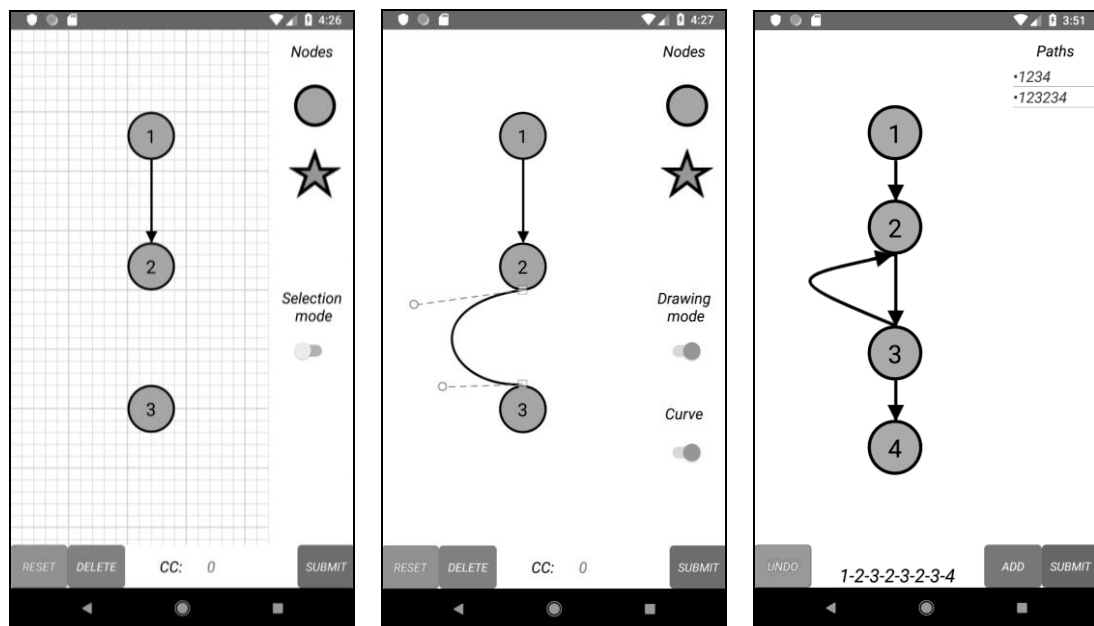 4:26
Nodes
1
2
Selection
mode
3
RESET DELETE CC: 0 SUBMIT
4:27
Nodes
1
2
Drawing
mode
Curve
3
RESET DELETE CC: 0 SUBMIT
3:51
Paths
•1234
•123234
1
2
3
4
UNDO 1-2-3-2-3-2-3-4 ADD SUBMIT